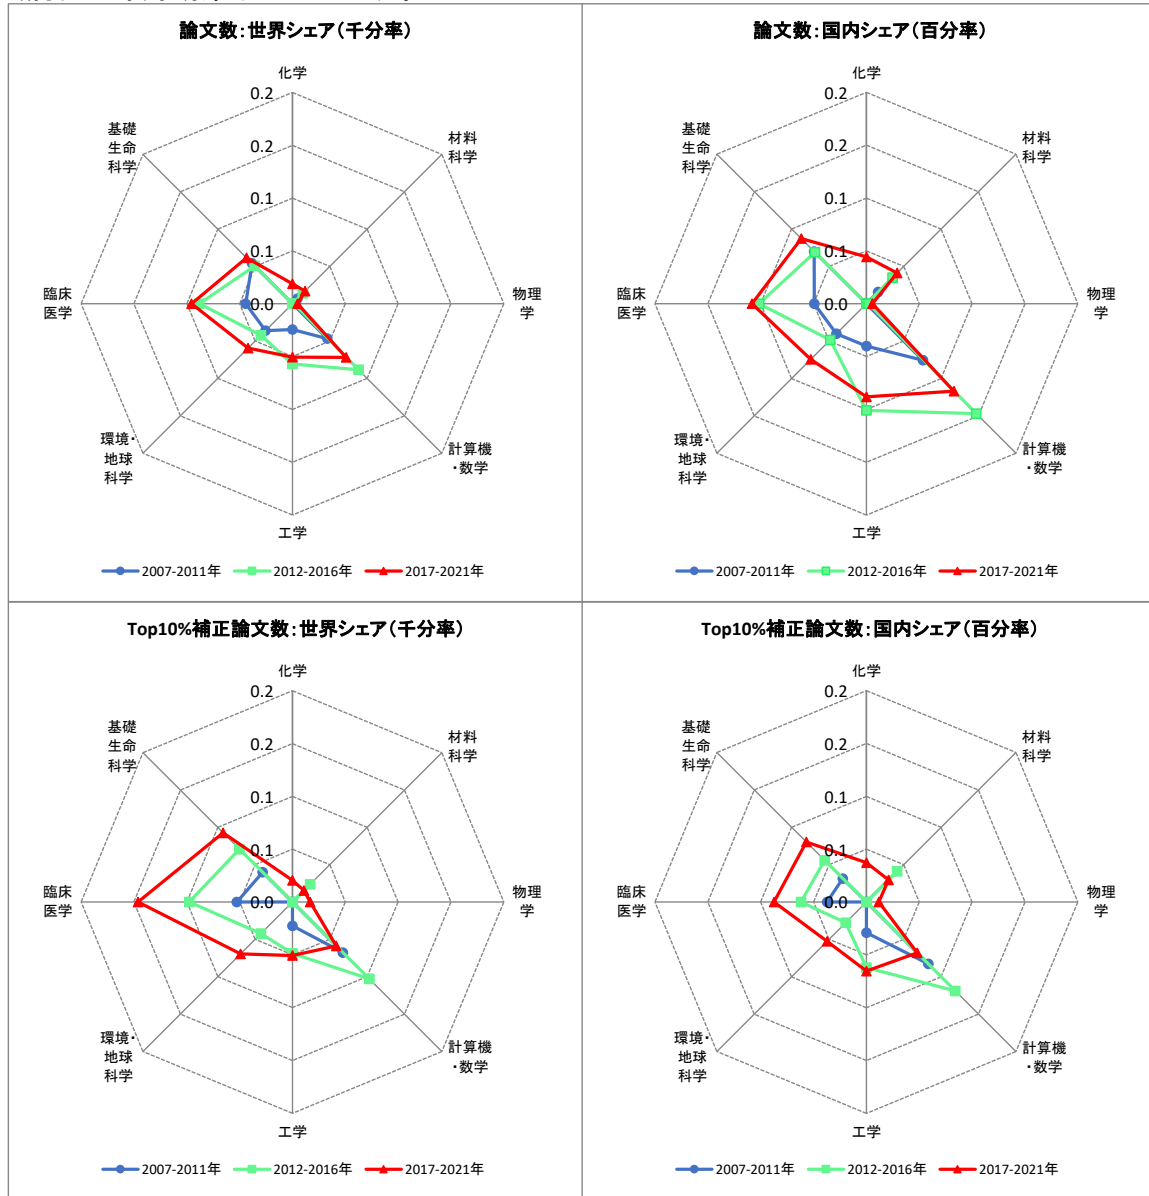 論文数：世界シェア（千分率）
化学
0.2
0.2
0.1
0.1
0.0
材料
科学
物理
学
計算機
・数学
工学
環境・
地球
科学
臨床
医学
基礎
生命
科学
2007-2011年 2012-2016年 2017-2021年
論文数：国内シェア（百分率）
化学
0.2
0.2
0.1
0.1
0.0
材料
科学
物理
学
計算機
・数学
工学
環境・
地球
科学
臨床
医学
基礎
生命
科学
2007-2011年 2012-2016年 2017-2021年
Top10%補正論文数：世界シェア（千分率）
化学
0.2
0.2
0.1
0.1
0.0
材料
科学
物理
学
計算機
・数学
工学
環境・
地球
科学
臨床
医学
基礎
生命
科学
2007-2011年 2012-2016年 2017-2021年
Top10%補正論文数：国内シェア（百分率）
化学
0.2
0.2
0.1
0.1
0.0
材料
科学
物理
学
計算機
・数学
工学
環境・
地球
科学
臨床
医学
基礎
生命
科学
2007-2011年 2012-2016年 2017-2021年